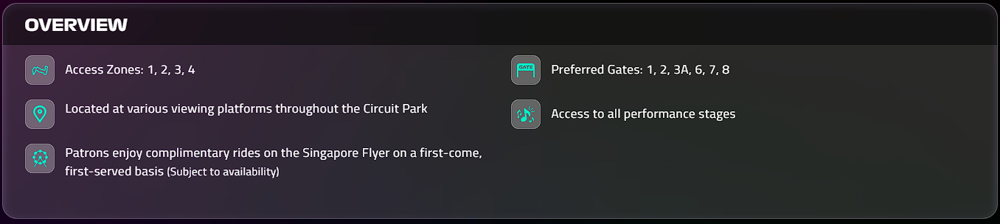 OVERVIEW
Access Zones: 1, 2, 3, 4
GATE
Preferred Gates: 1, 2, 3A, 6, 7, 8
Located at various viewing platforms throughout the Circuit Park
Access to all performance stages
Patrons enjoy complimentary rides on the Singapore Flyer on a first-come,
first-served basis (Subject to availability)